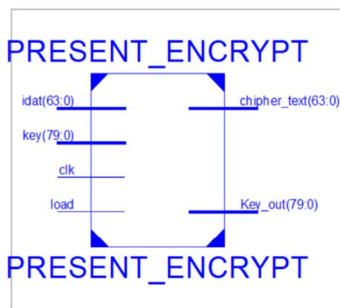 PRESENT_ENCRYPT
idat(63:0)
chipher_text(63:0)
key(79:0)
clk
load
Key_out(79:0)
PRESENT_ENCRYPT